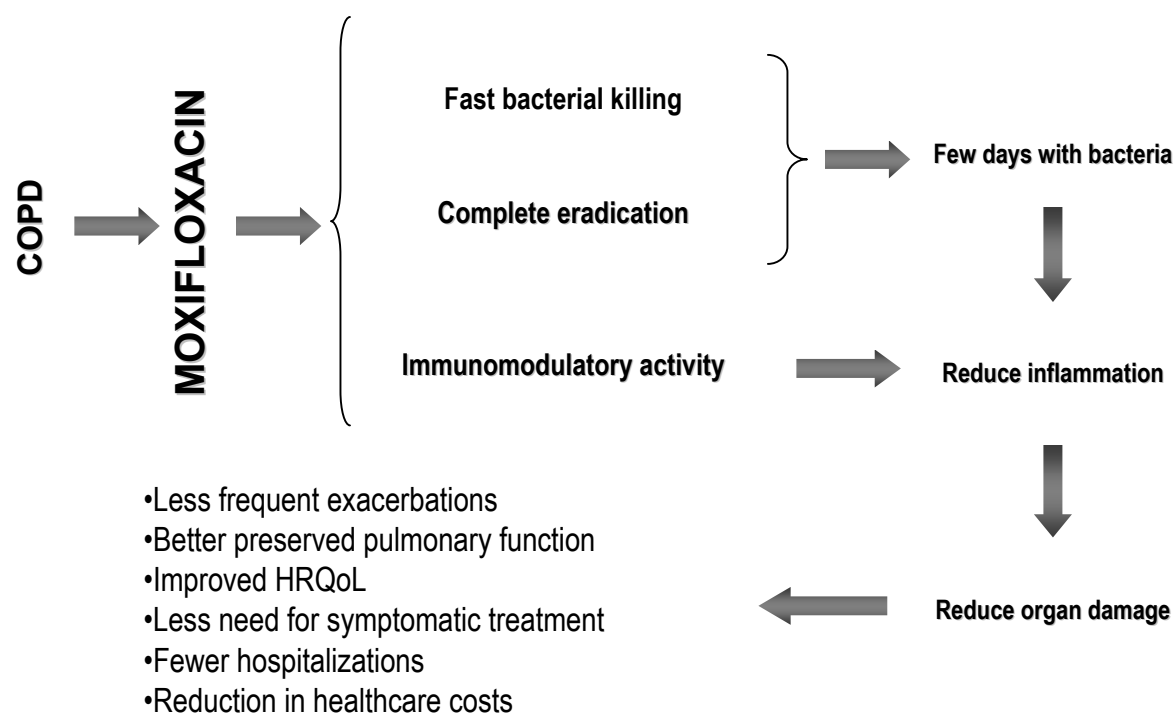 COPD
MOXIFLOXACIN
Fast bacterial killing
Complete eradication
Immunomodulatory activity
Few days with bacteria
Reduce inflammation
Reduce organ damage
•Less frequent exacerbations
•Better preserved pulmonary function
•Improved HRQoL
•Less need for symptomatic treatment
•Fewer hospitalizations
•Reduction in healthcare costs